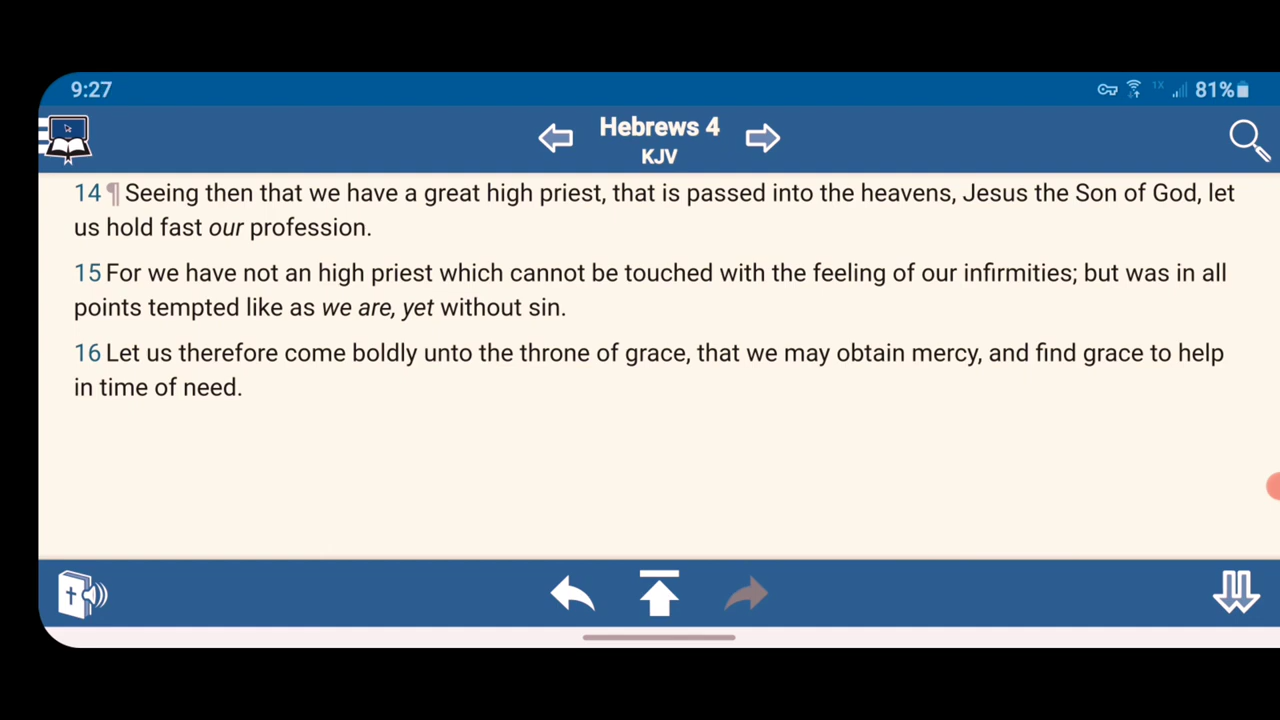 9:27
1X
81%
Hebrews 4
KJV
14 ¶ Seeing then that we have a great high priest, that is passed into the heavens, Jesus the Son of God, let
us hold fast our profession.
15 For we have not an high priest which cannot be touched with the feeling of our infirmities; but was in all
points tempted like as we are, yet without sin.
16 Let us therefore come boldly unto the throne of grace, that we may obtain mercy, and find grace to help
in time of need.